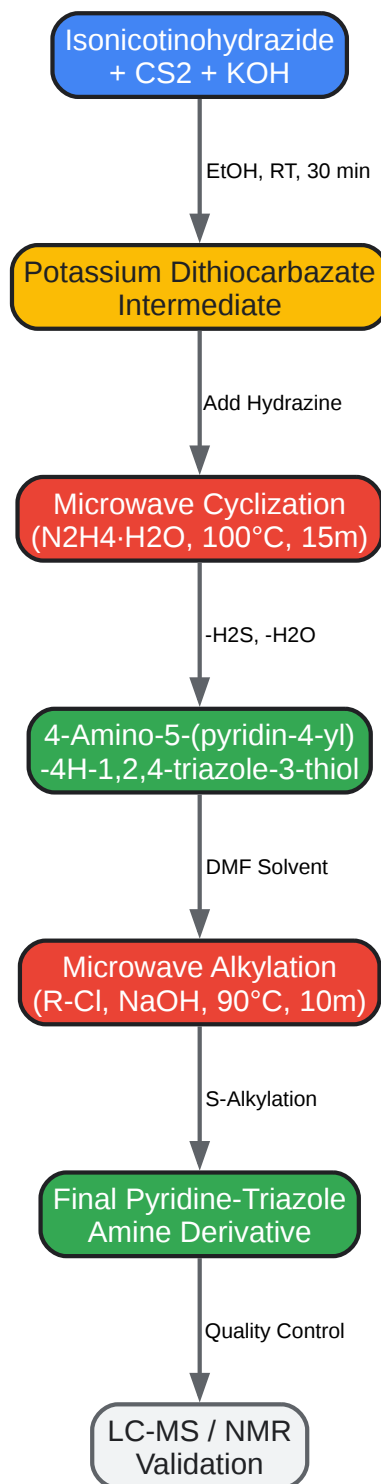 Isonicotinohydrazide
+ CS2 + KOH
EtOH, RT, 30 min
Potassium Dithiocarbazate
Intermediate
Add Hydrazine
Microwave Cyclization
(N2H4·H2O, 100°C, 15m)
-H2S, -H2O
4-Amino-5-(pyridin-4-yl)
-4H-1,2,4-triazole-3-thiol
DMF Solvent
Microwave Alkylation
(R-Cl, NaOH, 90°C, 10m)
S-Alkylation
Final Pyridine-Triazole
Amine Derivative
Quality Control
LC-MS / NMR
Validation